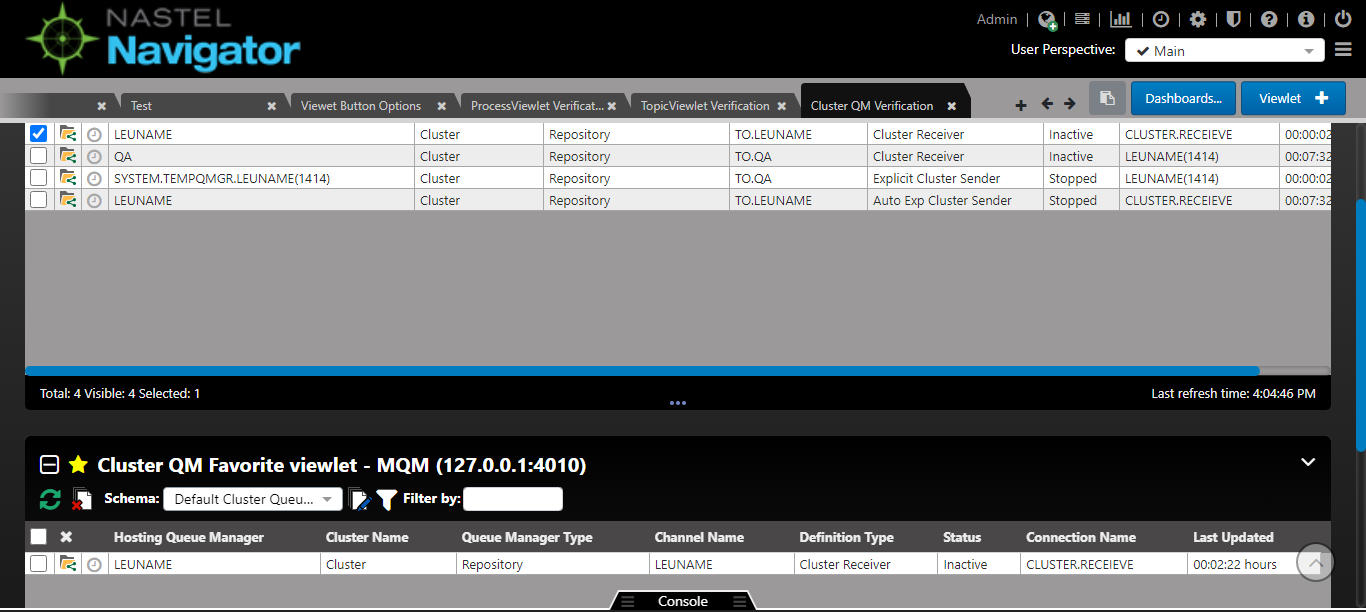 NASTEL
Navigator
Admin
User Perspective: Main
Test Viewet Button Options ProcessViewlet Verificat... TopicViewlet Verification Cluster QM Verification Dashboards... Viewlet
LEUNAME Cluster Repository TO.LEUNAME Cluster Receiver Inactive CLUSTER.RECEIEVE 00:00:02
QA Cluster Repository TO.QA Cluster Receiver Inactive LEUNAME(1414) 00:07:32
SYSTEM.TEMPQMGR.LEUNAME(1414) Cluster Repository TO.QA Explicit Cluster Sender Stopped LEUNAME(1414) 00:00:02
LEUNAME Cluster Repository TO.LEUNAME Auto Exp Cluster Sender Stopped CLUSTER.RECEIEVE 00:07:32
Total: 4 Visible: 4 Selected: 1 Last refresh time: 4:04:46 PM
Cluster QM Favorite viewlet - MQM (127.0.0.1:4010)
Schema: Default Cluster Queu... Filter by:
Hosting Queue Manager Cluster Name Queue Manager Type Channel Name Definition Type Status Connection Name Last Updated
LEUNAME Cluster Repository LEUNAME Cluster Receiver Inactive CLUSTER.RECEIEVE 00:02:22 hours
Console